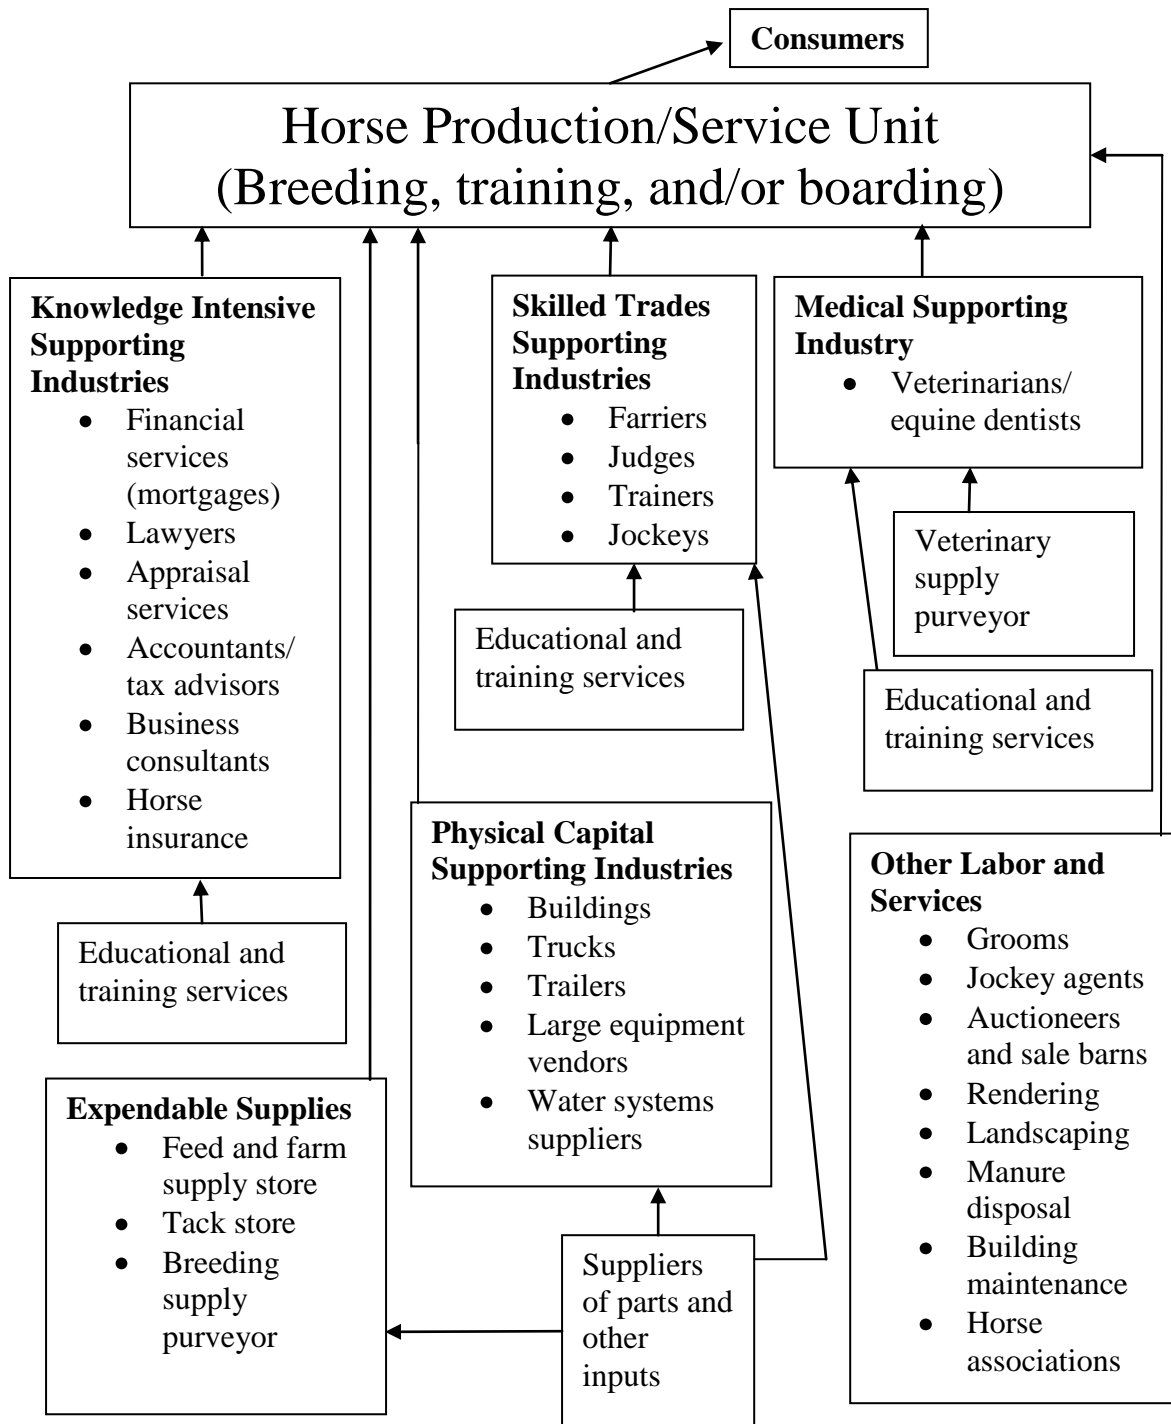 Consumers
Horse Production/Service Unit
(Breeding, training, and/or boarding)
Knowledge Intensive
Supporting
Industries
● Financial
services
(mortgages)
● Lawyers
● Appraisal
services
● Accountants/
tax advisors
● Business
consultants
● Horse
insurance
Skilled Trades
Supporting
Industries
● Farriers
● Judges
● Trainers
● Jockeys
Medical Supporting
Industry
● Veterinarians/
equine dentists
Veterinary
supply
purveyor
Educational and
training services
Educational and
training services
Physical Capital
Supporting Industries
● Buildings
● Trucks
● Trailers
● Large equipment
vendors
● Water systems
suppliers
Other Labor and
Services
● Grooms
● Jockey agents
● Auctioneers
and sale barns
● Rendering
● Landscaping
● Manure
disposal
● Building
maintenance
● Horse
associations
Educational and
training services
Expendable Supplies
● Feed and farm
supply store
● Tack store
● Breeding
supply
purveyor
Suppliers
of parts and
other
inputs